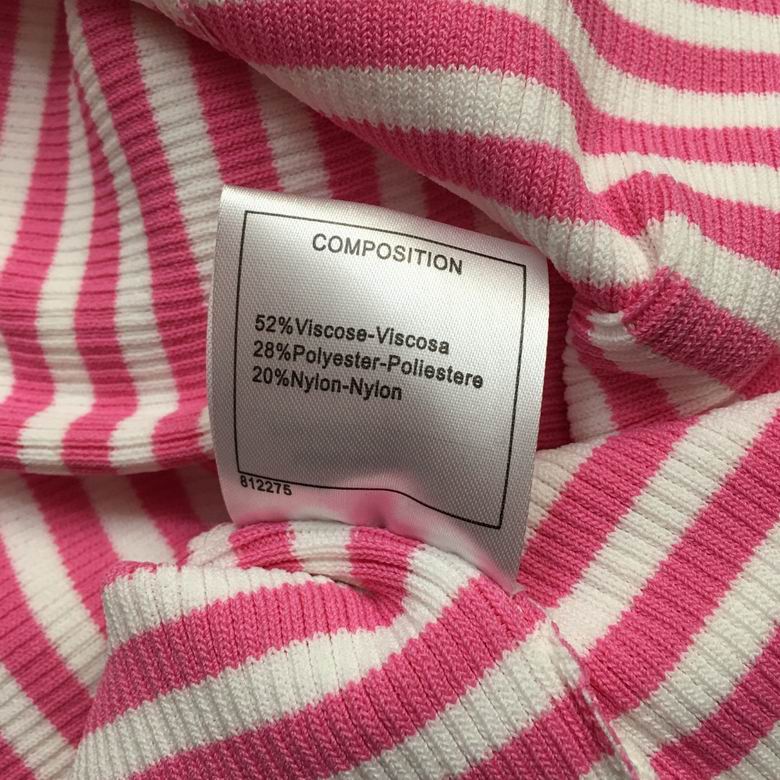 COMPOSITION
52%Viscose-Viscosa
28%Polyester-Poliestere
20%Nylon-Nylon
812275